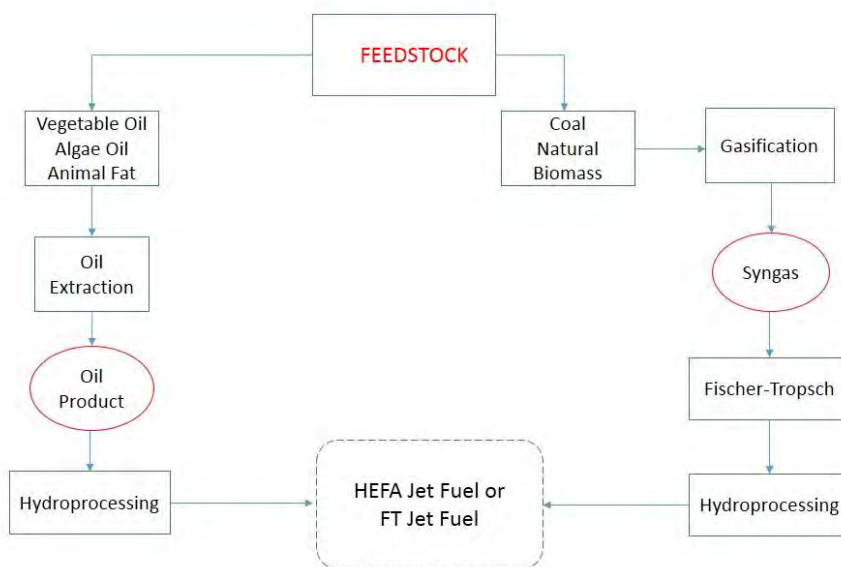 FEEDSTOCK
Vegetable Oil
Algae Oil
Animal Fat
Coal
Natural
Biomass
Gasification
Oil
Extraction
Syngas
Oil
Product
Fischer-Tropsch
Hydroprocessing
HEFA Jet Fuel or
FT Jet Fuel
Hydroprocessing